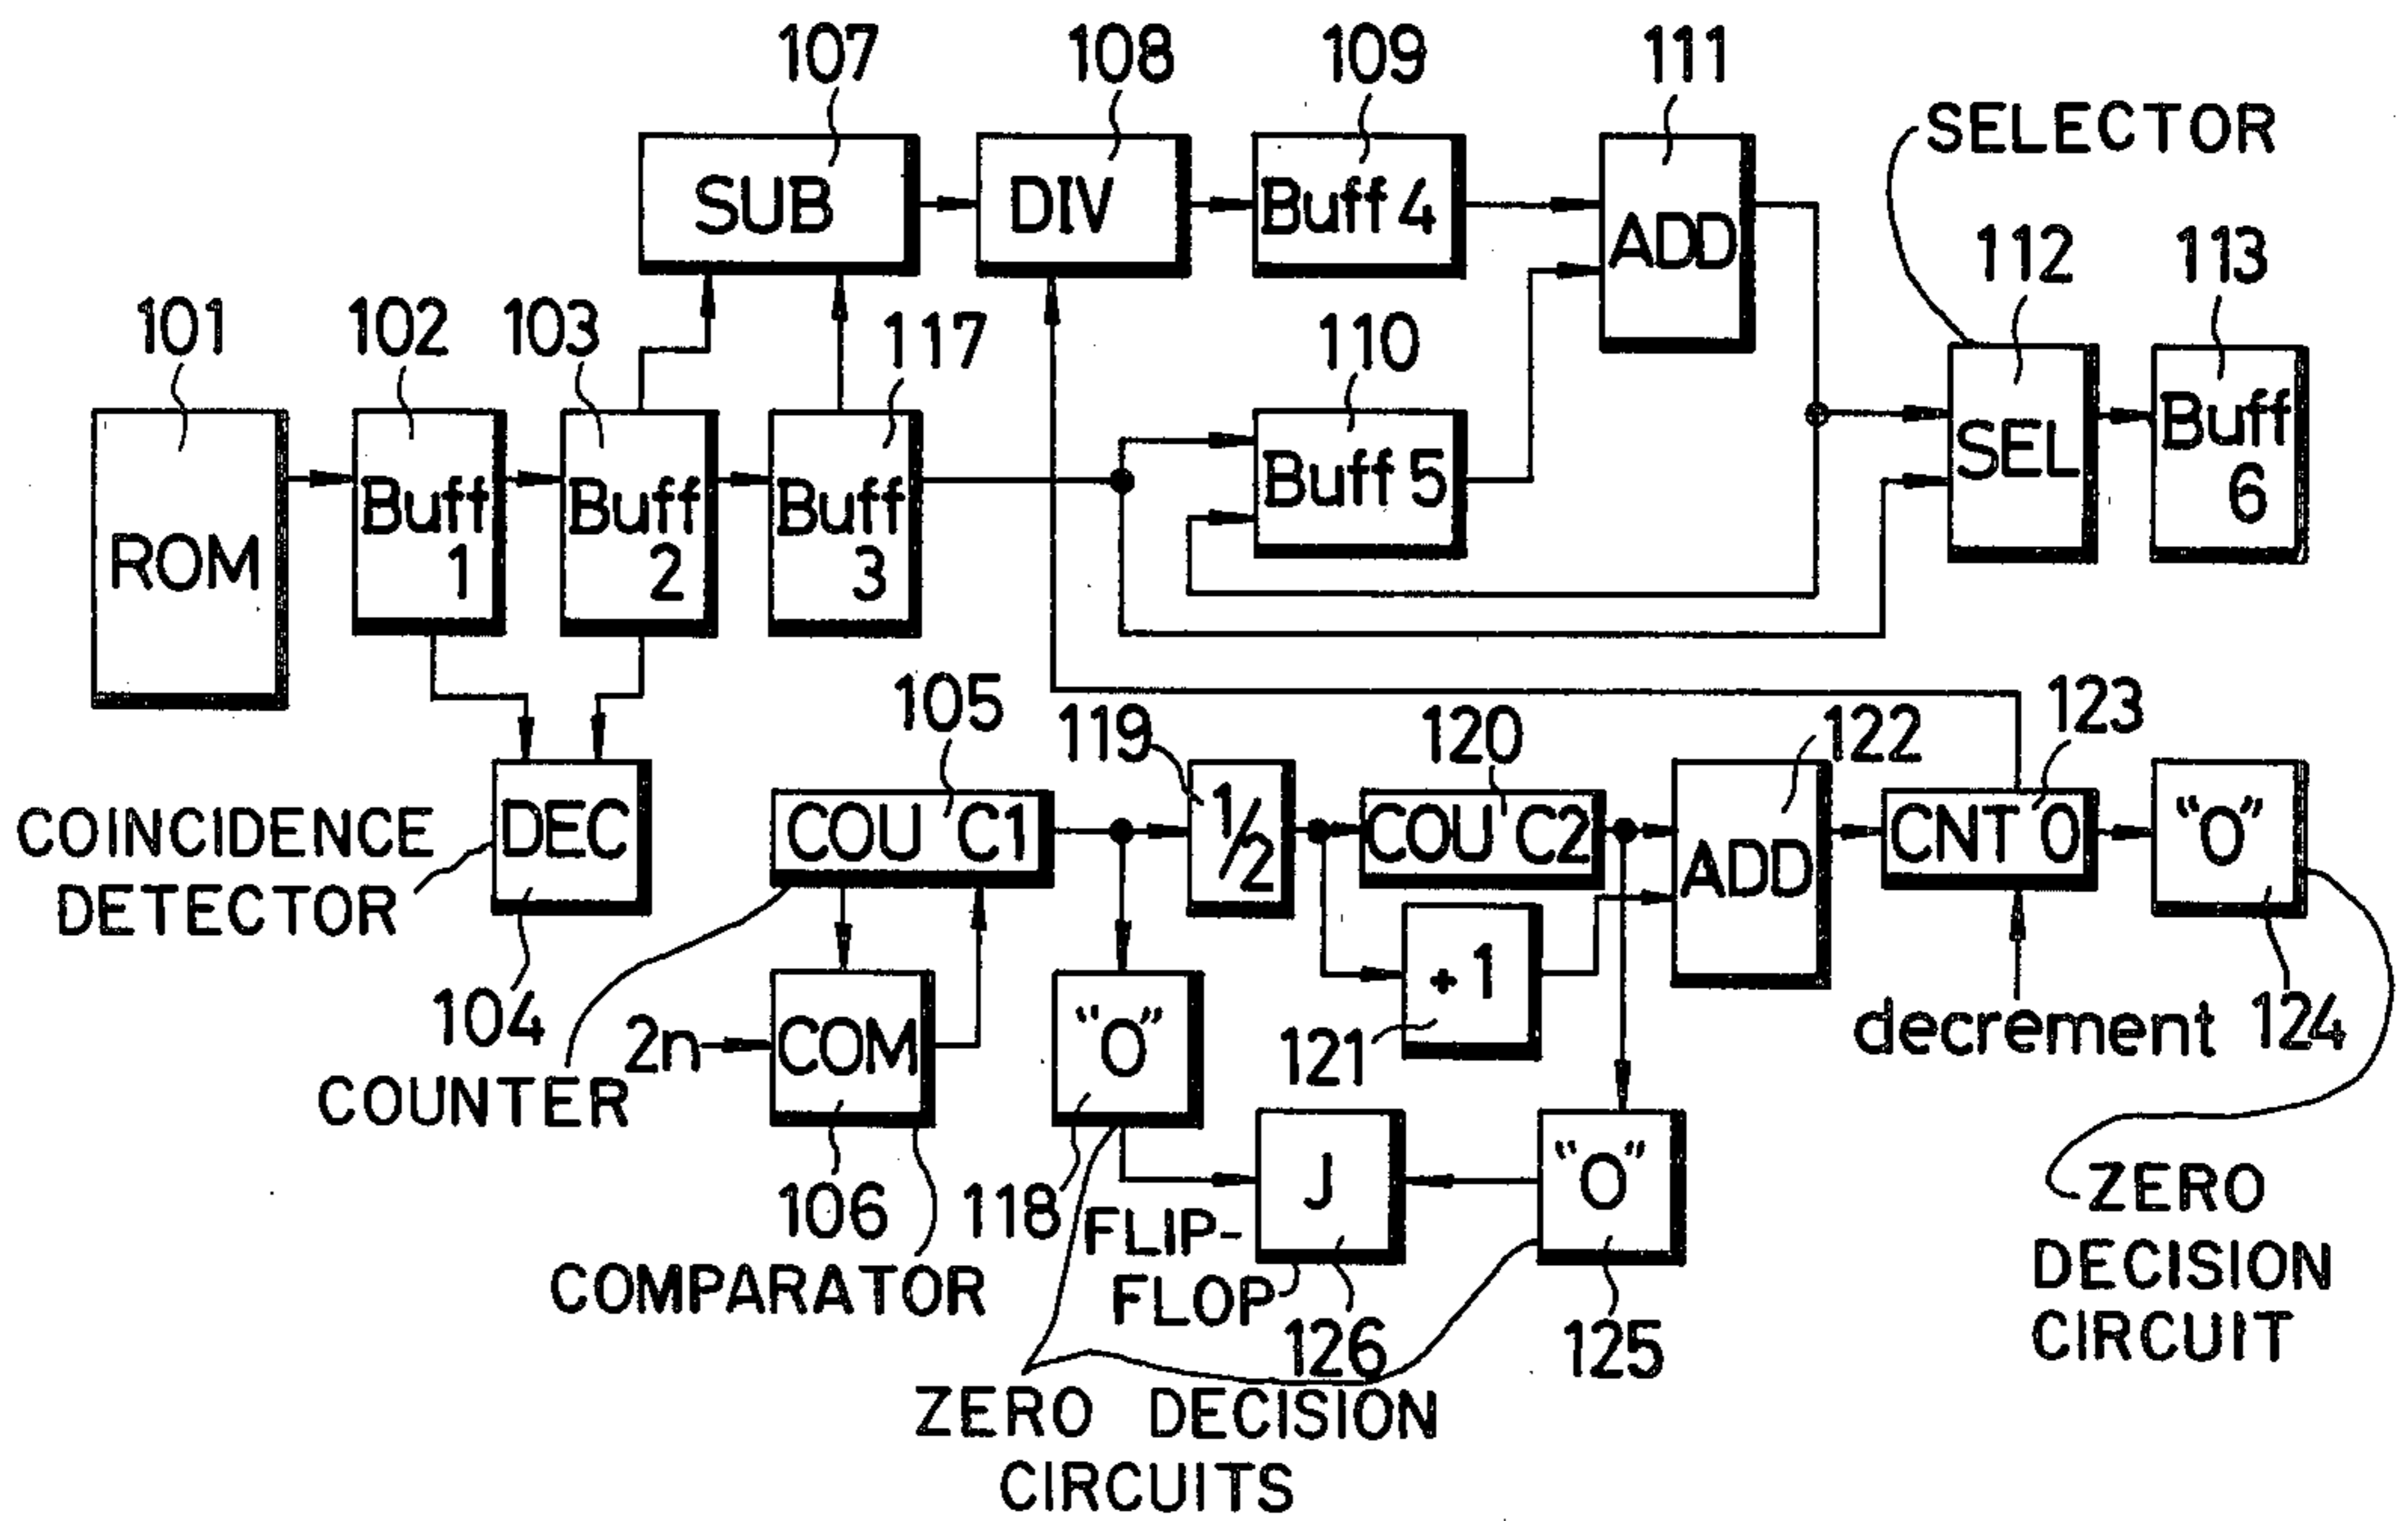 107 108 109 111
SELECTOR
SUB DIV Buff 4 ADD
112 113
101 102 103 117 110
ROM Buff 1 Buff 2 Buff 3 Buff 5 SEL Buff 6
105 119 120 122 123
COINCIDENCE DETECTOR
DEC COU C1 1/2 COU C2 ADD CNT 0 "0"
104
+1
121
decrement 124
2n COM "0"
COUNTER
106 118
FLIP-FLOP
J "0"
126 125
COMPARATOR
ZERO DECISION CIRCUIT
ZERO DECISION CIRCUITS